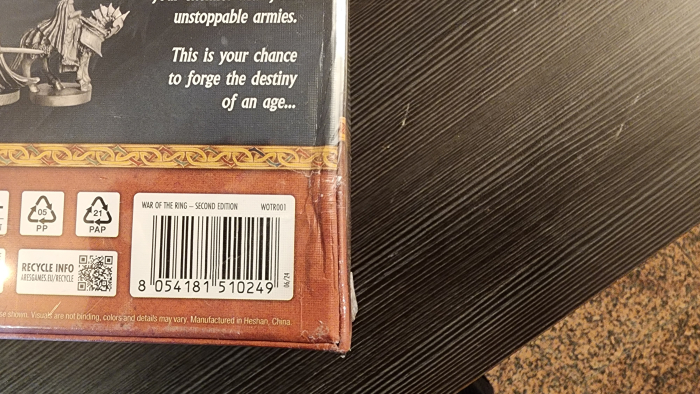 unstoppable armies.
This is your chance
to forge the destiny
of an age...
WAR OF THE RING – SECOND EDITION WOTR001
05
PP
21
PAP
RECYCLE INFO
ARESGAMES.EU/RECYCLE
8 054181 510249
06/24
shown. Visuals are not binding, colors and details may vary. Manufactured in Heshan, China.